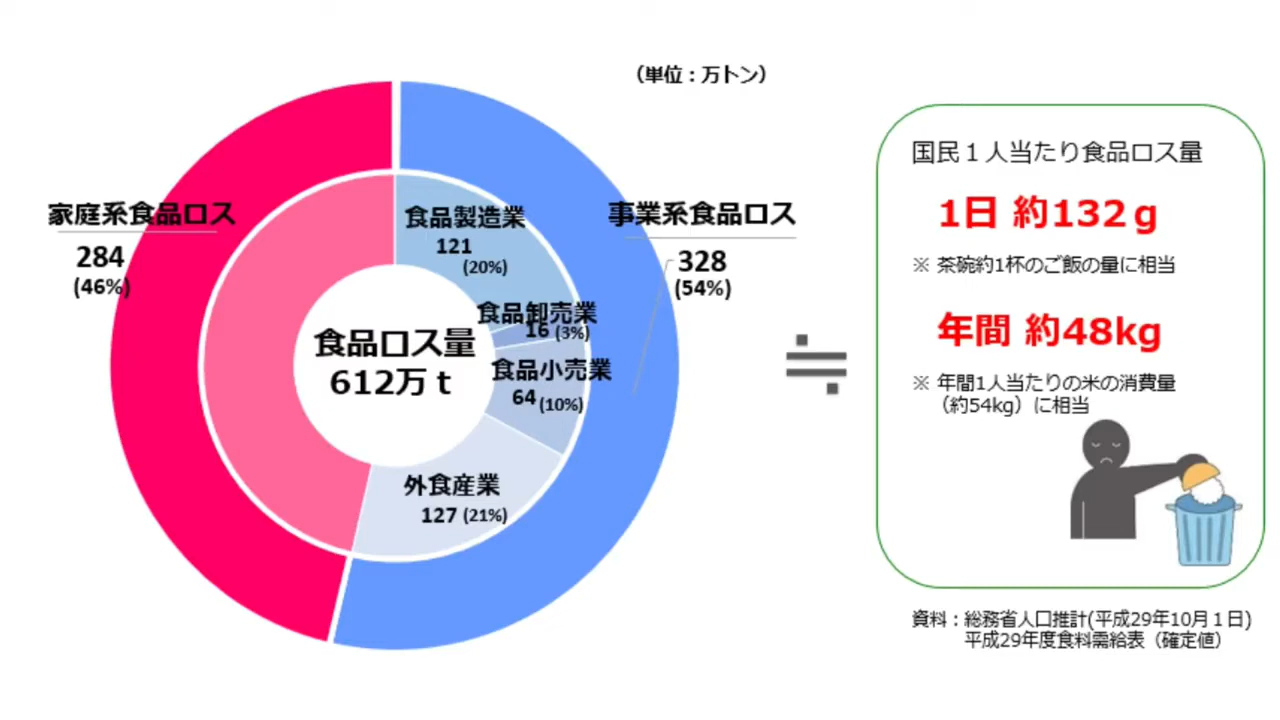 （単位：万トン）
家庭系食品ロス
284
(46%)
食品製造業
121
(20%)
食品卸売業
16 (3%)
食品小売業
64 (10%)
外食産業
127 (21%)
食品ロス量
612万ｔ
事業系食品ロス
328
(54%)
≒
国民１人当たり食品ロス量
1日 約132ｇ
※ 茶碗約1杯のご飯の量に相当
年間 約48kg
※ 年間1人当たりの米の消費量
（約54kg）に相当
資料：総務省人口推計(平成29年10月１日)
平成29年度食料需給表（確定値）